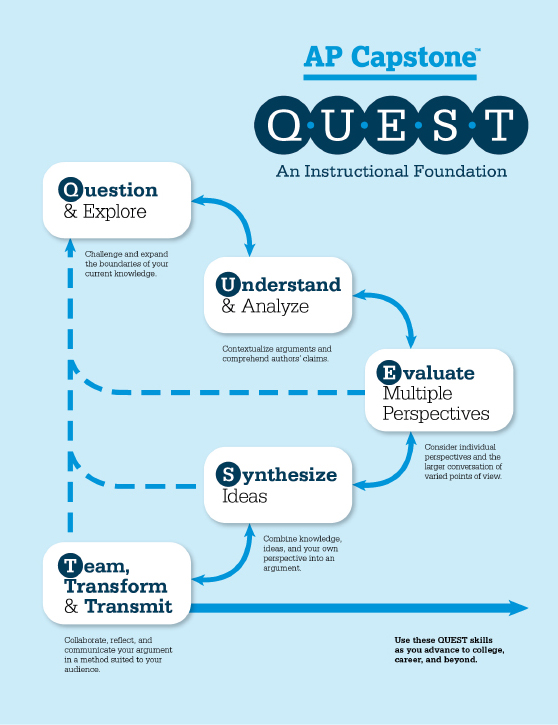 AP Capstone™
Q·U·E·S·T
An Instructional Foundation
Question
& Explore
Challenge and expand
the boundaries of your
current knowledge.
Understand
& Analyze
Contextualize arguments and
comprehend authors' claims.
Evaluate
Multiple
Perspectives
Consider individual
perspectives and the
larger conversation of
varied points of view.
Synthesize
Ideas
Combine knowledge,
ideas, and your own
perspective into an
argument.
Team,
Transform
& Transmit
Collaborate, reflect, and
communicate your argument
in a method suited to your
audience.
Use these QUEST skills
as you advance to college,
career, and beyond.